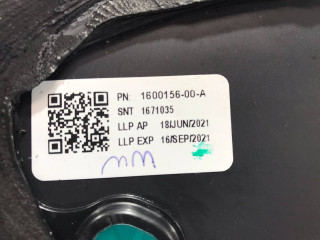 PN: 1600156-00-A
SNT 1671035
LLP AP 18/JUN/2021
LLP EXP 16/SEP/2021